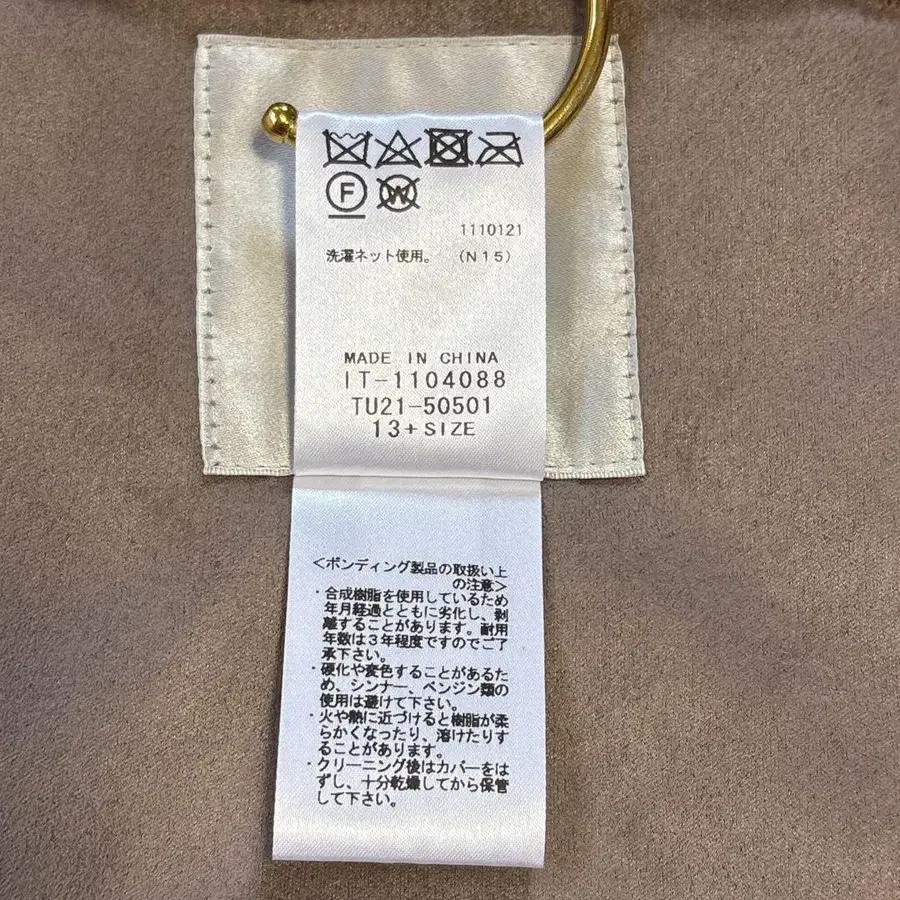 F W
1110121
洗濯ネット使用。 (N15)
MADE IN CHINA
IT-1104088
TU21-50501
13+SIZE
＜ボンディング製品の取扱い上
の注意＞
・合成樹脂を使用しているため
年月経過とともに劣化し、剥
離することがあります。耐用
年数は３年程度ですのでご了
承下さい。
・硬化や変色することがあるた
め、シンナー、ベンジン類の
使用は避けて下さい。
・火や熱に近づけると樹脂が柔
らかくなったり、溶けたりす
ることがあります。
・クリーニング後はカバーをは
ずし、十分乾燥してから保管
して下さい。